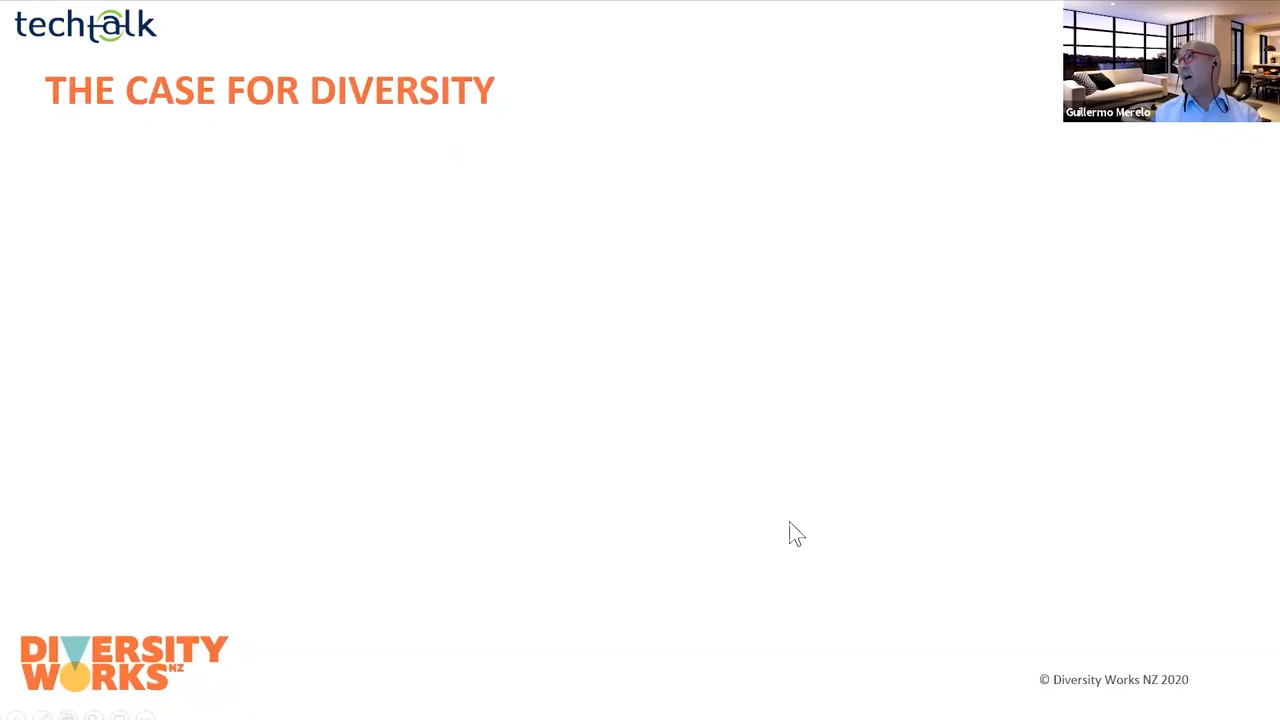 techtalk
THE CASE FOR DIVERSITY
Guillermo Merelo
DIVERSITY
WORKS NZ
© Diversity Works NZ 2020